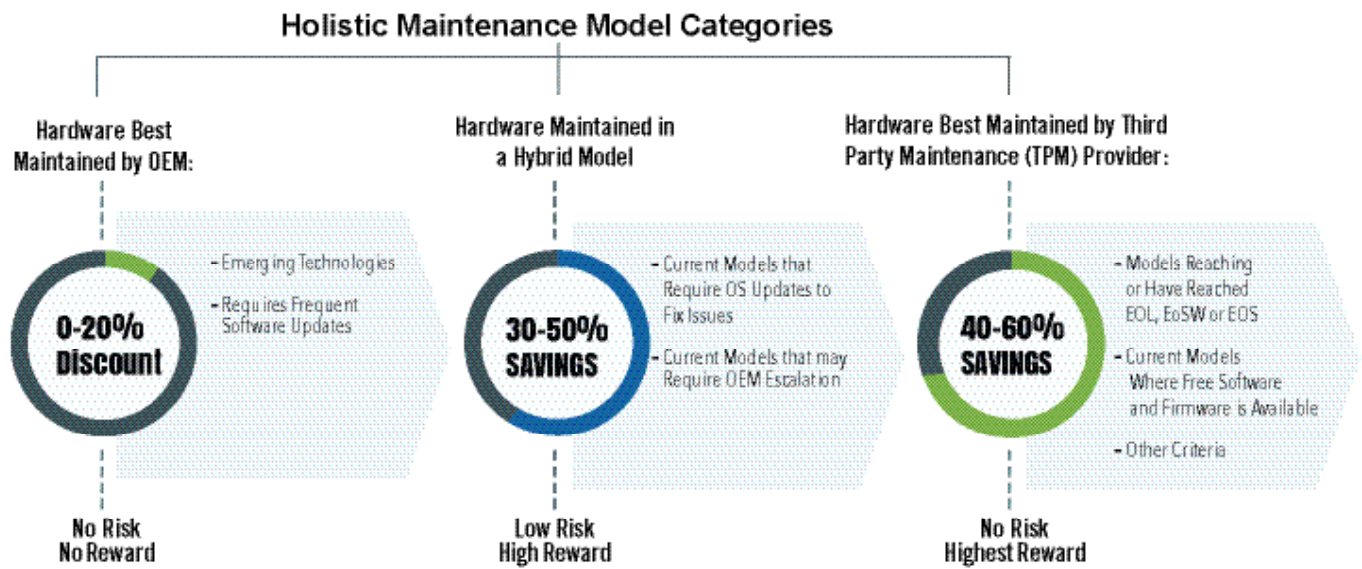 Holistic Maintenance Model Categories
Hardware Best
Maintained by OEM:
0-20%
Discount
- Emerging Technologies
- Requires Frequent
Software Updates
No Risk
No Reward
Hardware Maintained in
a Hybrid Model
30-50%
SAVINGS
- Current Models that
Require OS Updates to
Fix Issues
- Current Models that may
Require OEM Escalation
Low Risk
High Reward
Hardware Best Maintained by Third
Party Maintenance (TPM) Provider:
40-60%
SAVINGS
- Models Reaching
or Have Reached
EOL, EoSW or EOS
- Current Models
Where Free Software
and Firmware is Available
- Other Criteria
No Risk
Highest Reward